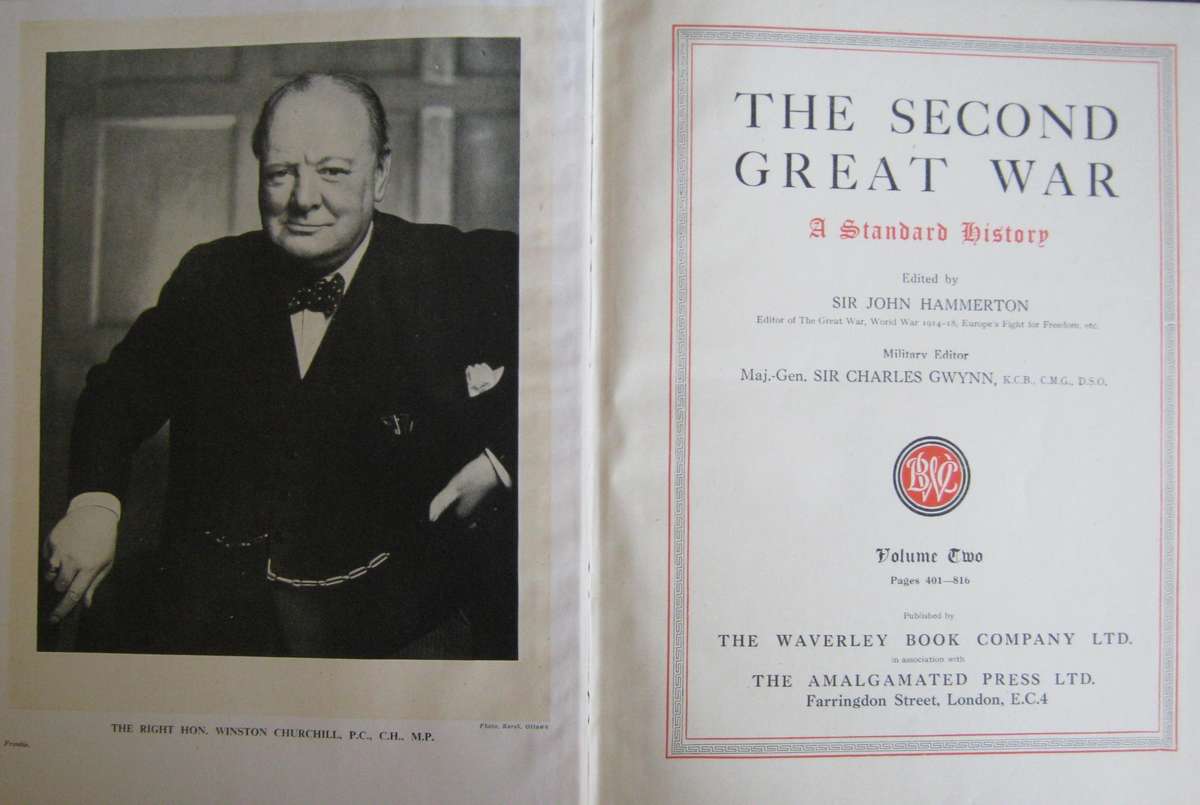 THE RIGHT HON. WINSTON CHURCHILL, P.C., C.H., M.P.
Photo, Karsh, Ottawa
Frontis.
THE SECOND
GREAT WAR
A Standard History
Edited by
SIR JOHN HAMMERTON
Editor of The Great War, World War 1914–18, Europe's Fight for Freedom, etc.
Military Editor
Maj.-Gen. SIR CHARLES GWYNN, K.C.B., C.M.G., D.S.O.
WBC
Volume Two
Pages 401—816
Published by
THE WAVERLEY BOOK COMPANY LTD.
in association with
THE AMALGAMATED PRESS LTD.
Farringdon Street, London, E.C.4